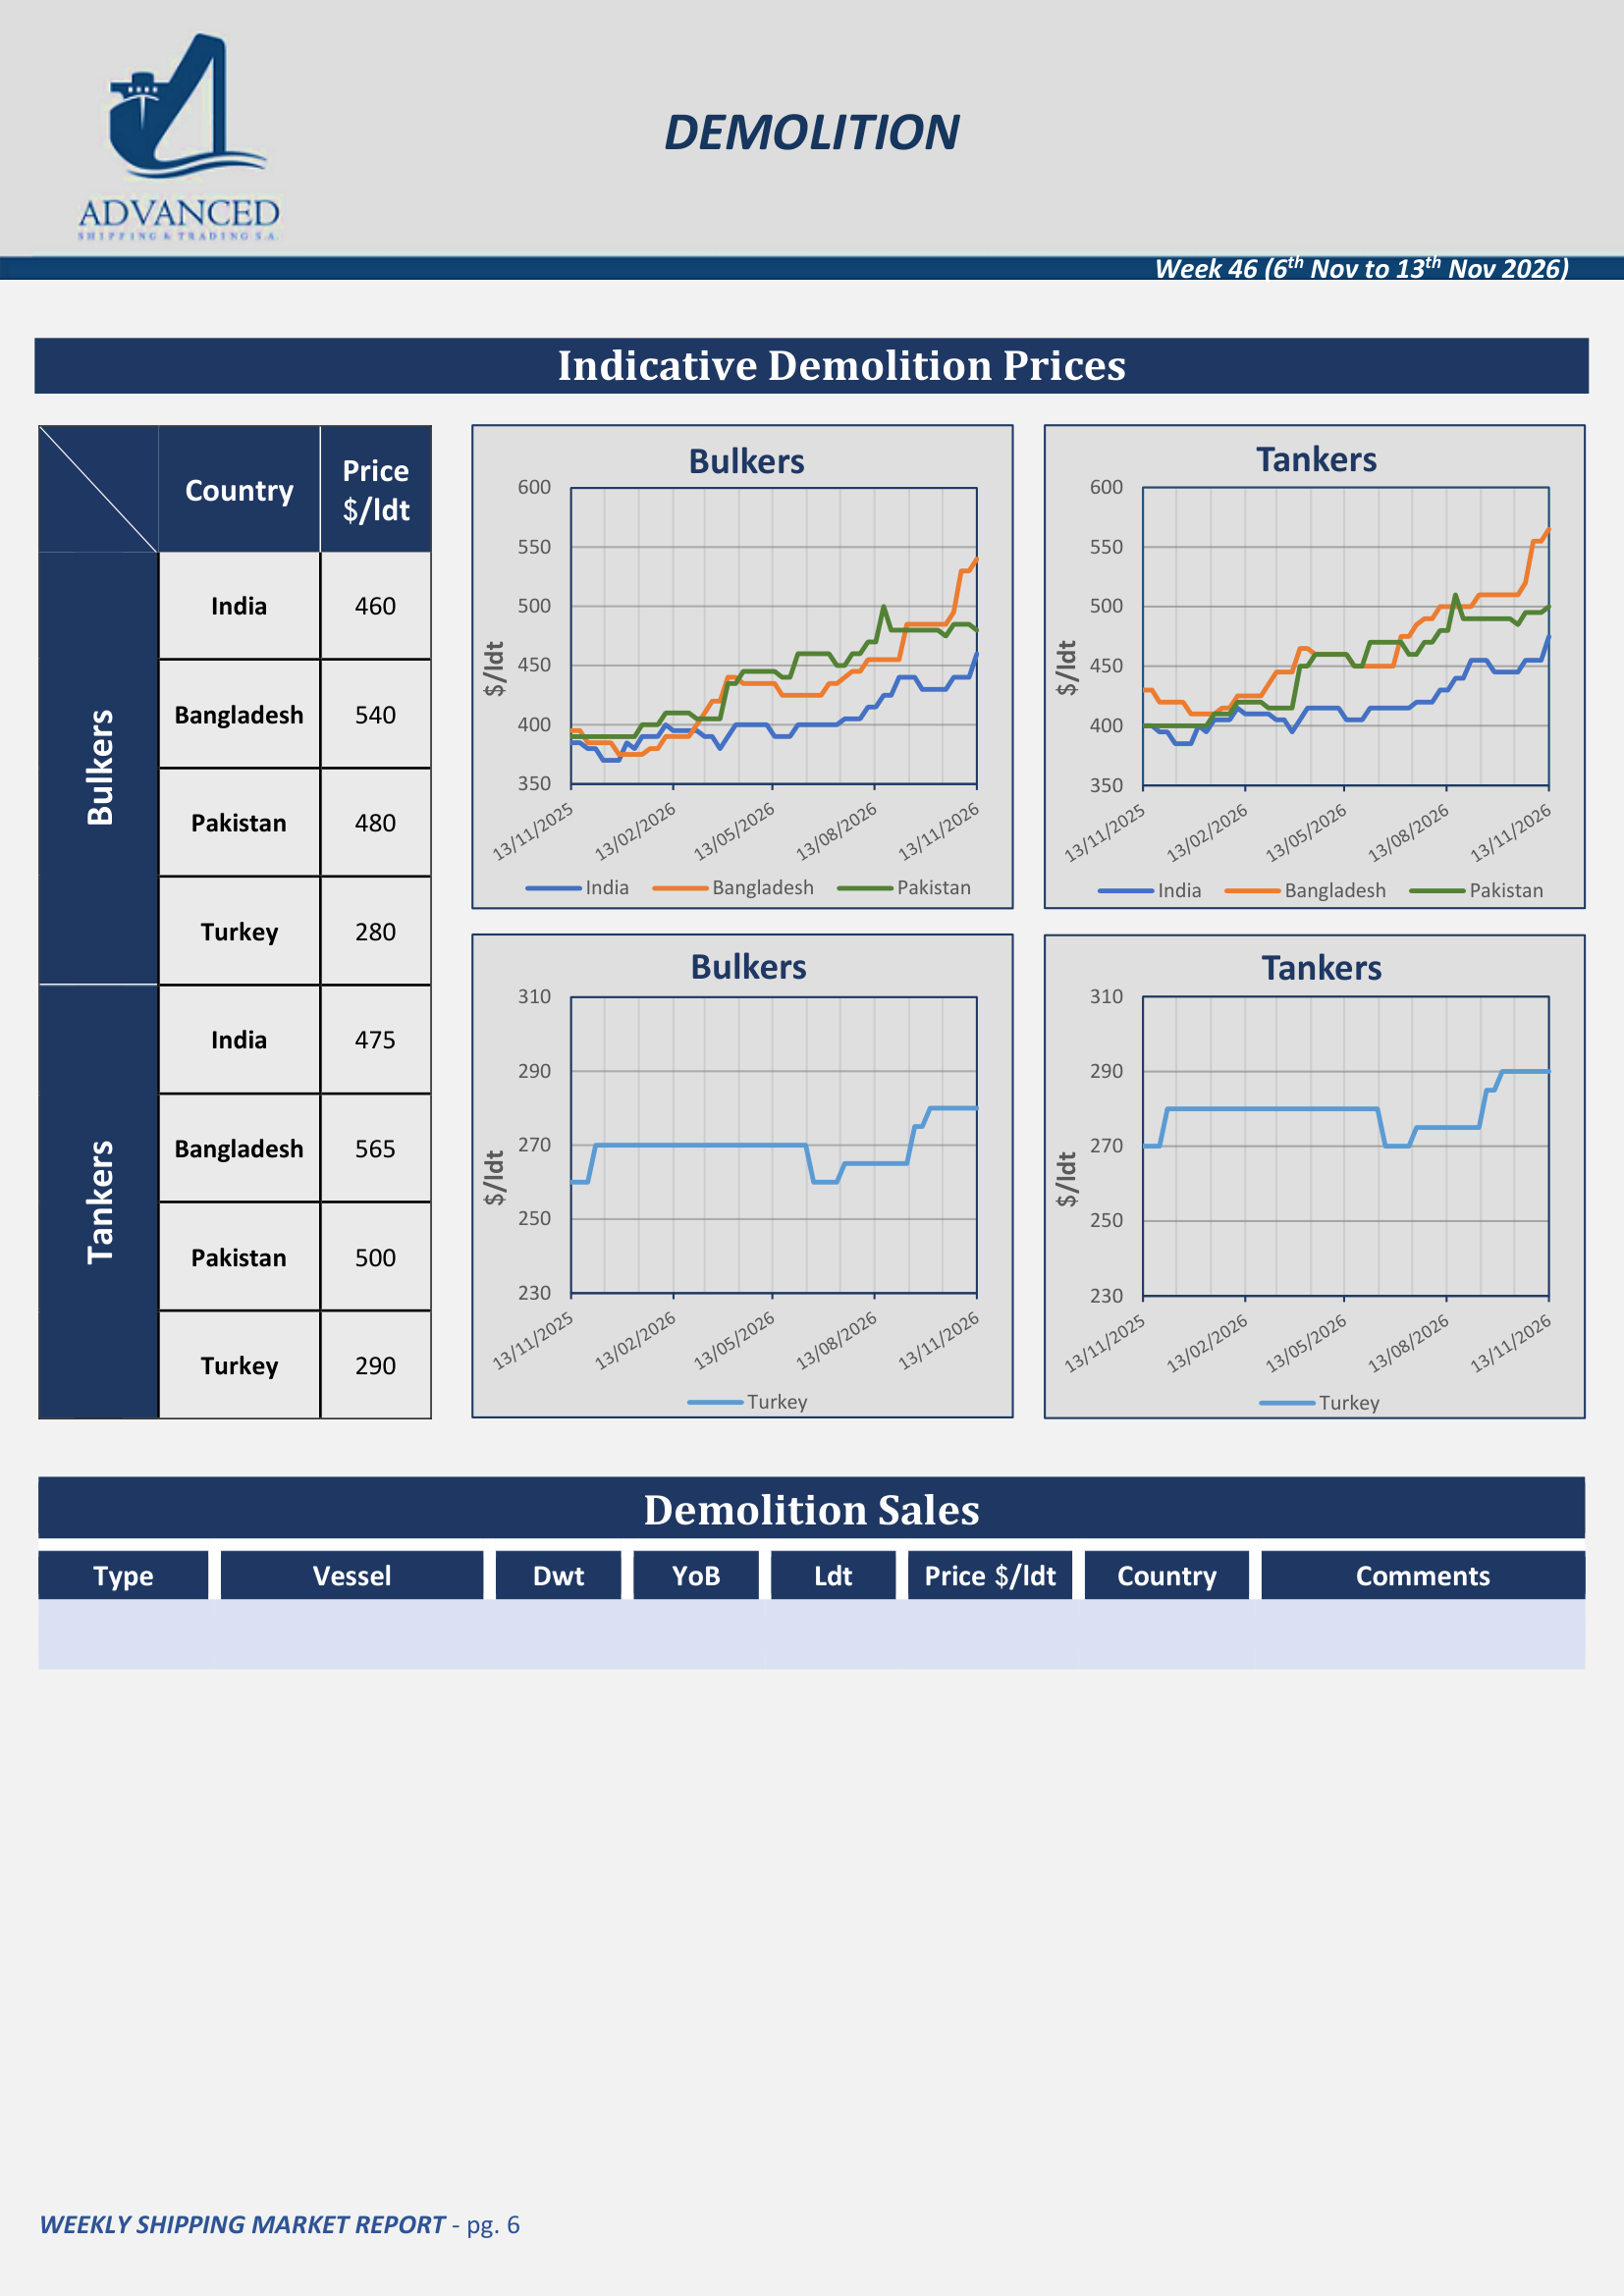 ADVANCED
SHIPPING & TRADING S.A.
DEMOLITION
Week 46 (6th Nov to 13th Nov 2026)
Indicative Demolition Prices
Country
Price
$/ldt
Bulkers
India 460
Bangladesh 540
Pakistan 480
Turkey 280
Tankers
India 475
Bangladesh 565
Pakistan 500
Turkey 290
Bulkers
600
550
500
450
400
350
$/ldt
13/11/2025 13/02/2026 13/05/2026 13/08/2026 13/11/2026
India Bangladesh Pakistan
Tankers
600
550
500
450
400
350
$/ldt
13/11/2025 13/02/2026 13/05/2026 13/08/2026 13/11/2026
India Bangladesh Pakistan
Bulkers
310
290
270
250
230
$/ldt
13/11/2025 13/02/2026 13/05/2026 13/08/2026 13/11/2026
Turkey
Tankers
310
290
270
250
230
$/ldt
13/11/2025 13/02/2026 13/05/2026 13/08/2026 13/11/2026
Turkey
Demolition Sales
Type Vessel Dwt YoB Ldt Price $/ldt Country Comments
WEEKLY SHIPPING MARKET REPORT - pg. 6